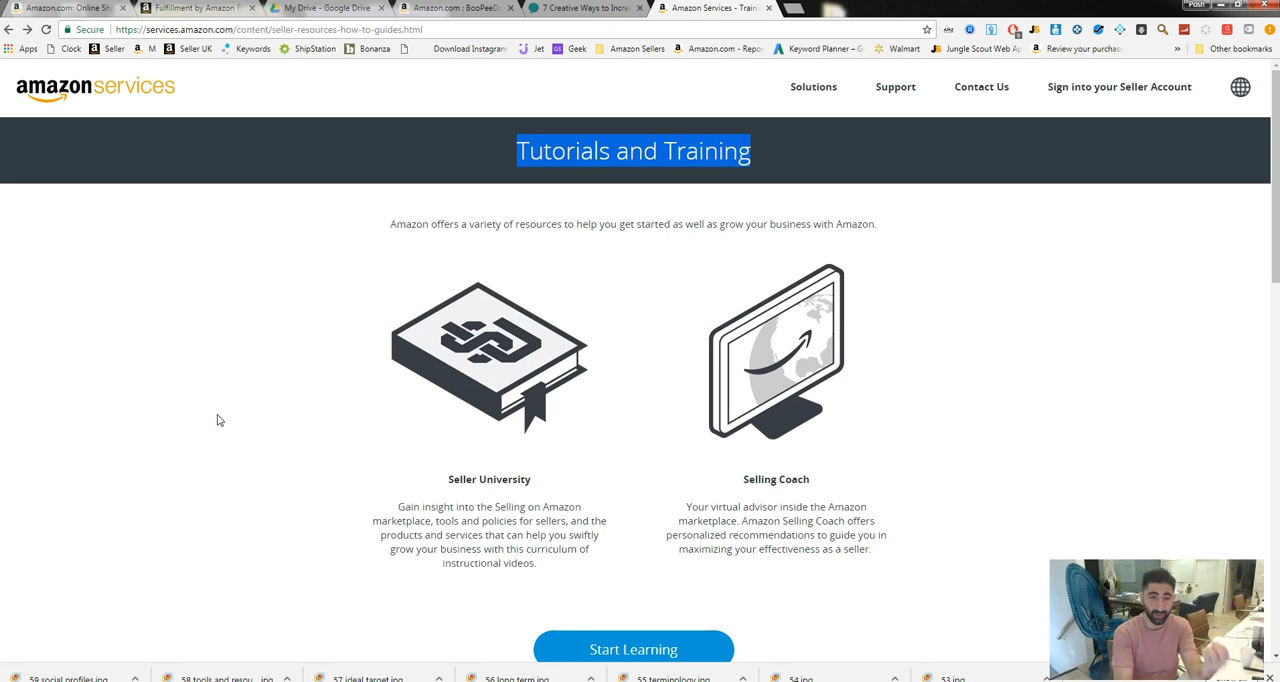 Amazon.com: Online Sho
Fulfillment by Amazon R
My Drive - Google Drive
Amazon.com : BooPeeDo
7 Creative Ways to Increa
Amazon Services - Traini
Posh
Secure
https://services.amazon.com/content/seller-resources-how-to-guides.html
Apps
Clock
Seller
M
Seller UK
Keywords
ShipStation
Bonanza
Download Instagram
Jet
Geek
Amazon Sellers
Amazon.com - Repor
Keyword Planner – G
Walmart
Jungle Scout Web Ap
Review your purchas
»
Other bookmarks
amazonservices
Solutions
Support
Contact Us
Sign into your Seller Account
Tutorials and Training
Amazon offers a variety of resources to help you get started as well as grow your business with Amazon.
SU
Seller University
Gain insight into the Selling on Amazon
marketplace, tools and policies for sellers, and the
products and services that can help you swiftly
grow your business with this curriculum of
instructional videos.
Selling Coach
Your virtual advisor inside the Amazon
marketplace. Amazon Selling Coach offers
personalized recommendations to guide you in
maximizing your effectiveness as a seller.
Start Learning
59 social profiles.jpg
58 tools and resou...jpg
57 ideal target.jpg
56 long term.jpg
55 terminology.jpg
54.jpg
53.jpg